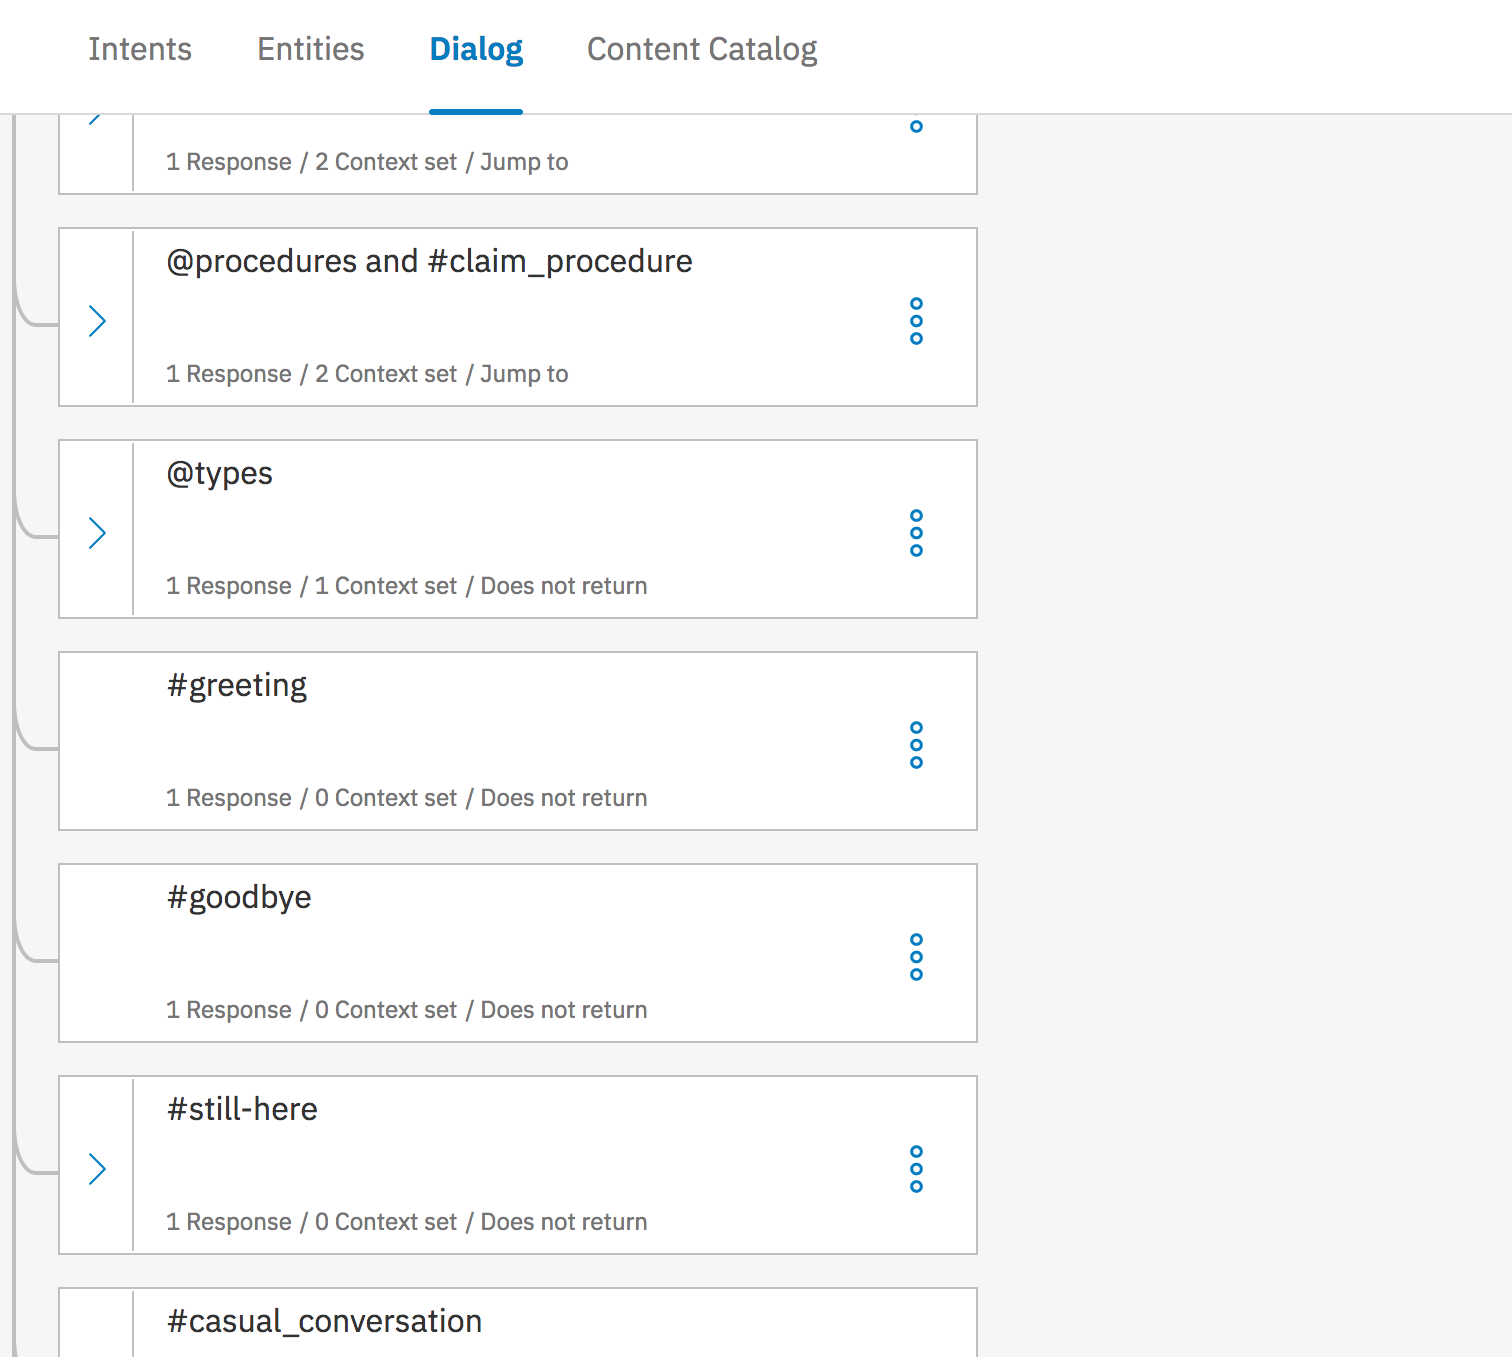 Intents Entities Dialog Content Catalog
1 Response / 2 Context set / Jump to
@procedures and #claim_procedure
1 Response / 2 Context set / Jump to
@types
1 Response / 1 Context set / Does not return
#greeting
1 Response / 0 Context set / Does not return
#goodbye
1 Response / 0 Context set / Does not return
#still-here
1 Response / 0 Context set / Does not return
#casual_conversation